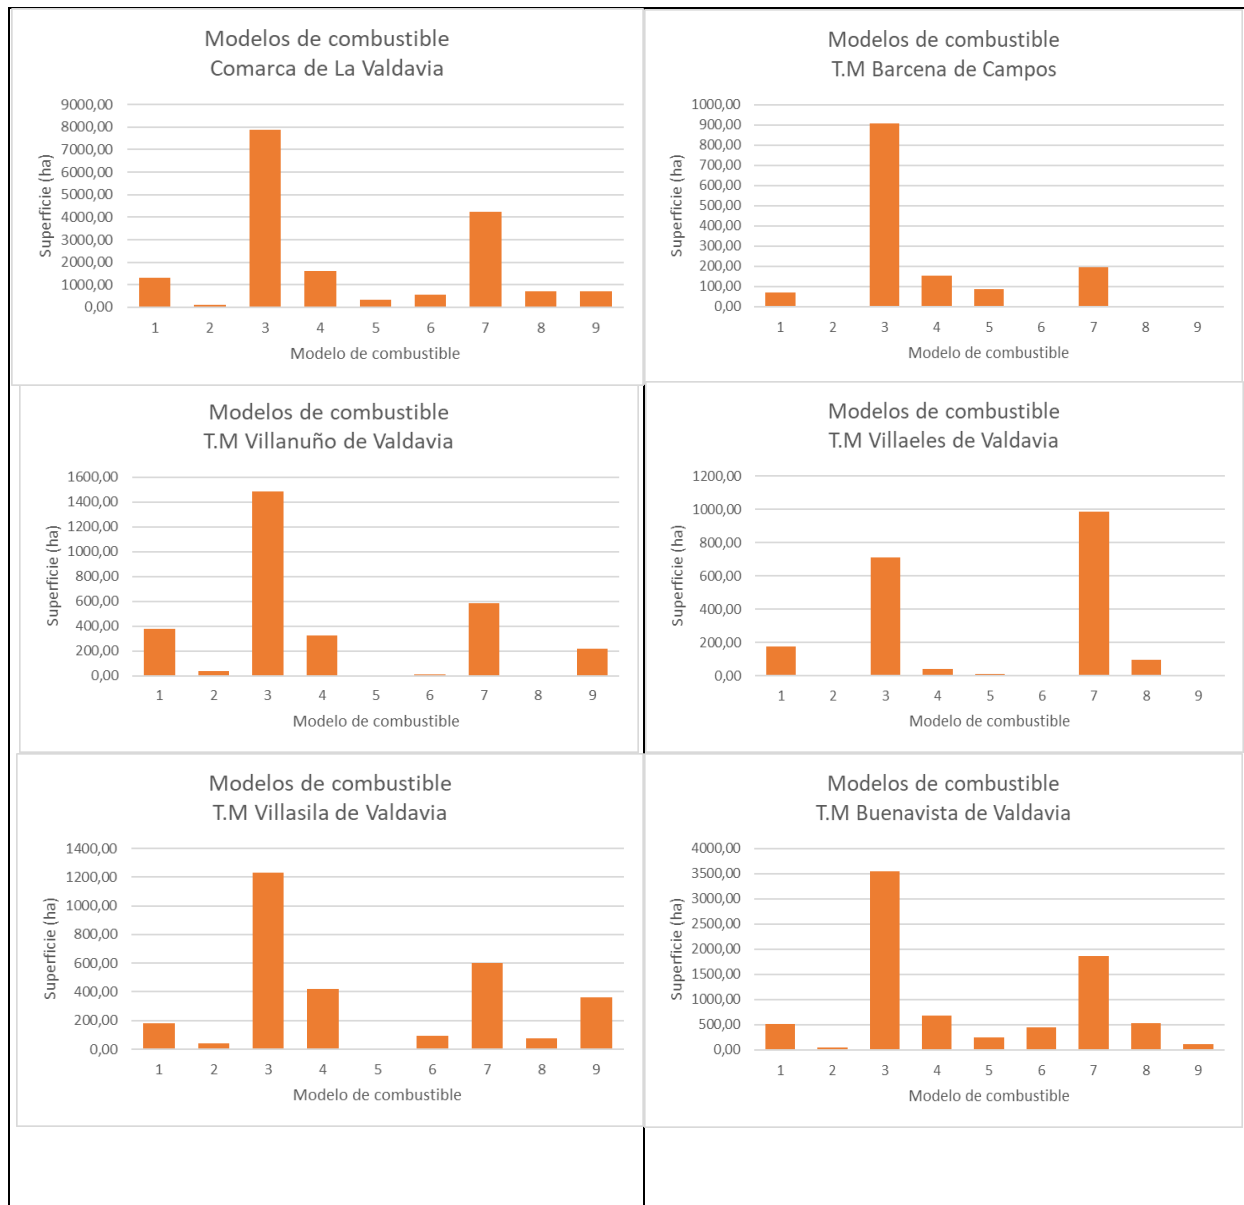 Modelos de combustible
Comarca de La Valdavia
9000,00
8000,00
7000,00
6000,00
5000,00
4000,00
3000,00
2000,00
1000,00
0,00
Superficie (ha)
1 2 3 4 5 6 7 8 9
Modelo de combustible
Modelos de combustible
T.M Barcena de Campos
1000,00
900,00
800,00
700,00
600,00
500,00
400,00
300,00
200,00
100,00
0,00
Superficie (ha)
1 2 3 4 5 6 7 8 9
Modelo de combustible
Modelos de combustible
T.M Villanuño de Valdavia
1600,00
1400,00
1200,00
1000,00
800,00
600,00
400,00
200,00
0,00
Superficie (ha)
1 2 3 4 5 6 7 8 9
Modelo de combustible
Modelos de combustible
T.M Villaeles de Valdavia
1200,00
1000,00
800,00
600,00
400,00
200,00
0,00
Superficie (ha)
1 2 3 4 5 6 7 8 9
Modelo de combustible
Modelos de combustible
T.M Villasila de Valdavia
1400,00
1200,00
1000,00
800,00
600,00
400,00
200,00
0,00
Superficie (ha)
1 2 3 4 5 6 7 8 9
Modelo de combustible
Modelos de combustible
T.M Buenavista de Valdavia
4000,00
3500,00
3000,00
2500,00
2000,00
1500,00
1000,00
500,00
0,00
Superficie (ha)
1 2 3 4 5 6 7 8 9
Modelo de combustible